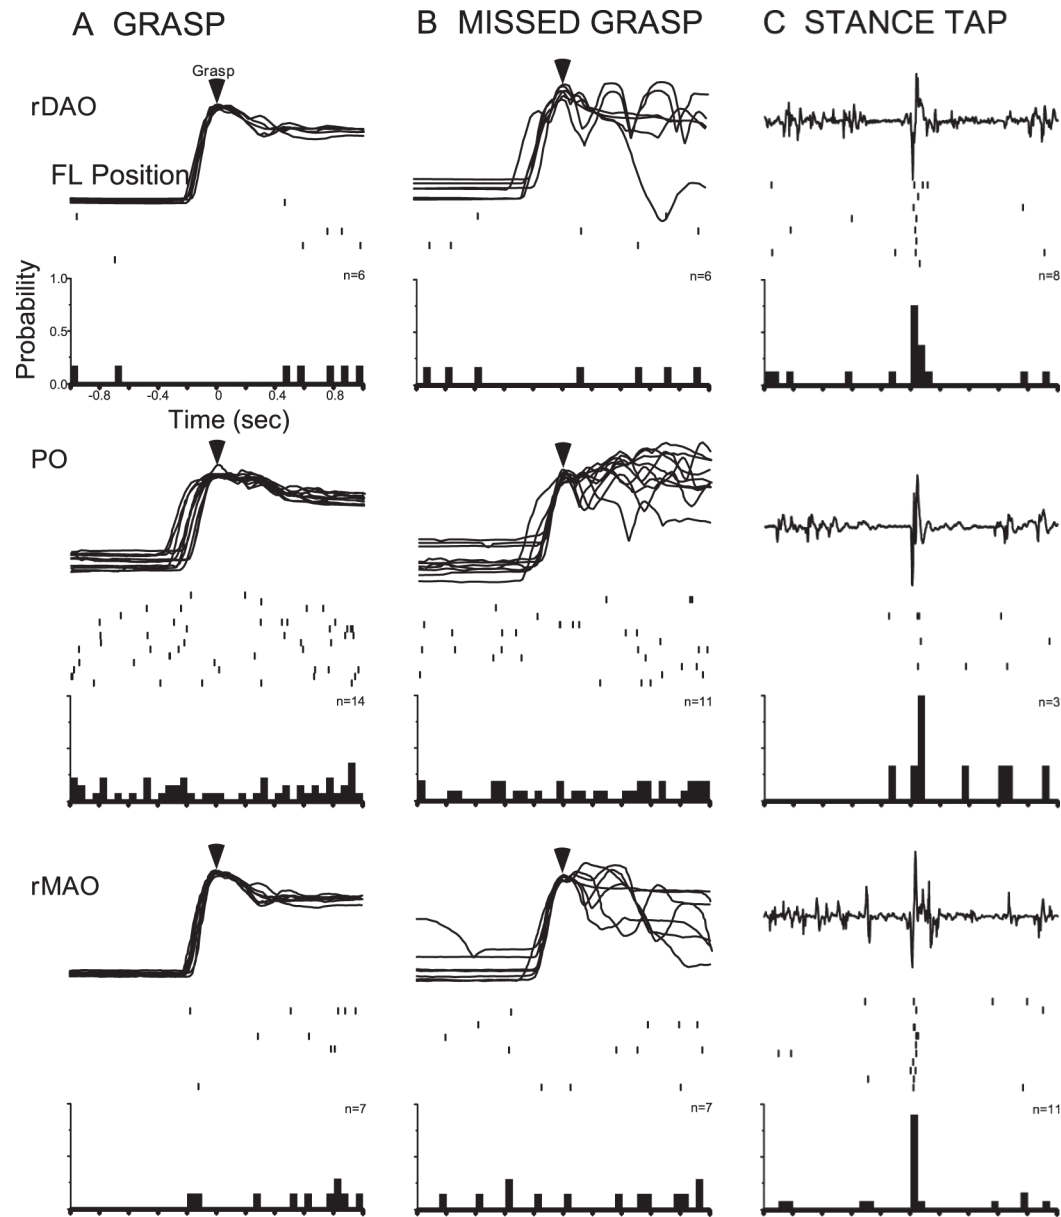 A GRASP B MISSED GRASP C STANCE TAP
Grasp
rDAO
FL Position
Probability
1.0
0.5
0.0
n=6 n=6 n=8
-0.8 -0.4 0 0.4 0.8
Time (sec)
PO
n=14 n=11 n=3
rMAO
n=7 n=7 n=11